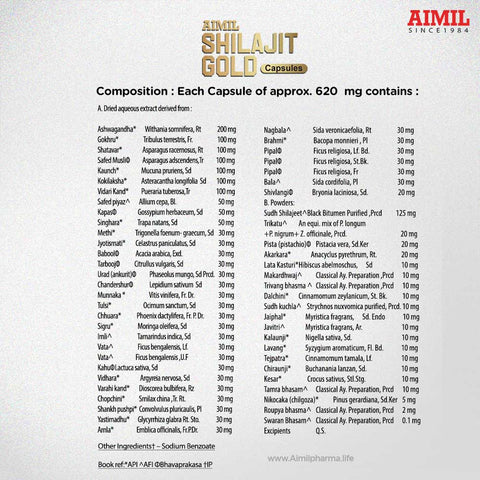 AIMIL
SINCE1984
AIMIL
SHILAJIT
GOLD
Capsules
Composition : Each Capsule of approx. 620 mg contains :
A. Dried aqueous extract derived from :
Ashwagandha* Withania somnifera, Rt 200 mg
Gokhru* Tribulus terrestris, Fr 100 mg
Shatavar* Asparagus racemosus, Rt 100 mg
Safed MusliΦ Asparagus adscendens,Tr 100 mg
Kaunch* Mucuna pruriens, Sd 100 mg
Kokilaksha* Asteracantha longifolia Sd 100 mg
Vidari Kand* Pueraria tuberosa,Tr 100 mg
Safed piyaz^ Allium cepa, Bl. 50 mg
KapasΦ Gossypium herbaceum, Sd 50 mg
Singhara* Trapa natans, Sd 50 mg
Methi* Trigonella foenum- graecum, Sd 30 mg
Jyotismati* Celastrus paniculatus, Sd 30 mg
BaboolΦ Acacia arabica, Exd. 30 mg
TarboojΦ Citrullus vulgaris, Sd 30 mg
Urad (ankurit)Φ Phaseolus mungo, Sd Prcd. 30 mg
ChandershurΦ Lepidium sativum Sd 30 mg
Munnaka * Vitis vinifera, Fr. Dr. 30 mg
Tulsi* Ocimum sanctum, Sd 30 mg
Chhuara* Phoenix dactylifera, Fr. P. Dr. 30 mg
Sigru* Moringa oleifera, Sd 30 mg
Imli^ Tamarindus indica, Sd 30 mg
Vata^ Ficus bengalensis, Lf. 30 mg
Vata^ Ficus bengalensis ,U.F 30 mg
KahuΦLactuca sativa, Sd 30 mg
Vidhara* Argyreia nervosa, Sd 30 mg
Varahi kand* Dioscorea bulbifera, Rz 30 mg
Chopchini* Smilax china ,Tr. Rt. 30 mg
Shankh pushpi* Convolvulus pluricaulis, Pl 30 mg
Yastimadhu* Glycyrrhiza glabra Rt. Sto. 30 mg
Amla* Emblica officinalis, Fr.P.Dr. 30 mg
Nagbala^ Sida veronicaefolia, Rt 30 mg
Brahmi* Bacopa monnieri , Pl 30 mg
PipalΦ Ficus religiosa, Lf. Bd. 30 mg
PipalΦ Ficus religiosa, St.Bk. 30 mg
PipalΦ Ficus religiosa, Fr 30 mg
Bala^ Sida cordifolia, Pl 30 mg
ShivlangiΦ Bryonia laciniosa, Sd 20 mg
B. Powders:
Sudh Shilajeet^Black Bitumen Purified ,Prcd 125 mg
Trikatu^ An equi. mix of P. longum
+P. nigrum+ Z. officinale, Prcd. 20 mg
Pista (pistachio)Φ Pistacia vera, Sd.Ker 20 mg
Akarkara* Anacyclus pyrethrum, Rt. 20 mg
Lata Kasturi*Hibiscus abelmoschus, Sd 10 mg
Makardhwaj^ Classical Ay. Preparation, Prcd 10 mg
Trivang bhasma ^ Classical Ay. Preparation, Prcd 10 mg
Dalchini* Cinnamomum zeylanicum, St. Bk. 10 mg
Sudh kuchla^ Strychnos nuxvomica purified, Prcd. 10 mg
Jaiphal* Myristica fragrans, Sd. Endo 10 mg
Javitri^ Myristica fragrans, Ar. 10 mg
Kalaunji* Nigella sativa, Sd. 10 mg
Lavang* Syzygium aromaticum, Fl. Bd. 10 mg
Tejpatra* Cinnamomum tamala, Lf. 10 mg
Chiraunji* Buchanania lanzan, Sd. 10 mg
Kesar* Crocus sativus, Stl.Stg. 10 mg
Tamra bhasam^ Classical Ay. Preparation, Prcd 10 mg
Nikocaka (chilgoza)* Pinus gerardiana, Sd.Ker 5 mg
Roupya bhasma^ Classical Ay. Preparation, Prcd 2 mg
Swaran Bhasam^ Classical Ay. Preparation, Prcd 0.1 mg
Excipients Q.S.
Other Ingredients† – Sodium Benzoate
Book ref:*API ^AFI ΦBhavaprakasa †IP
www.Aimilpharma.life